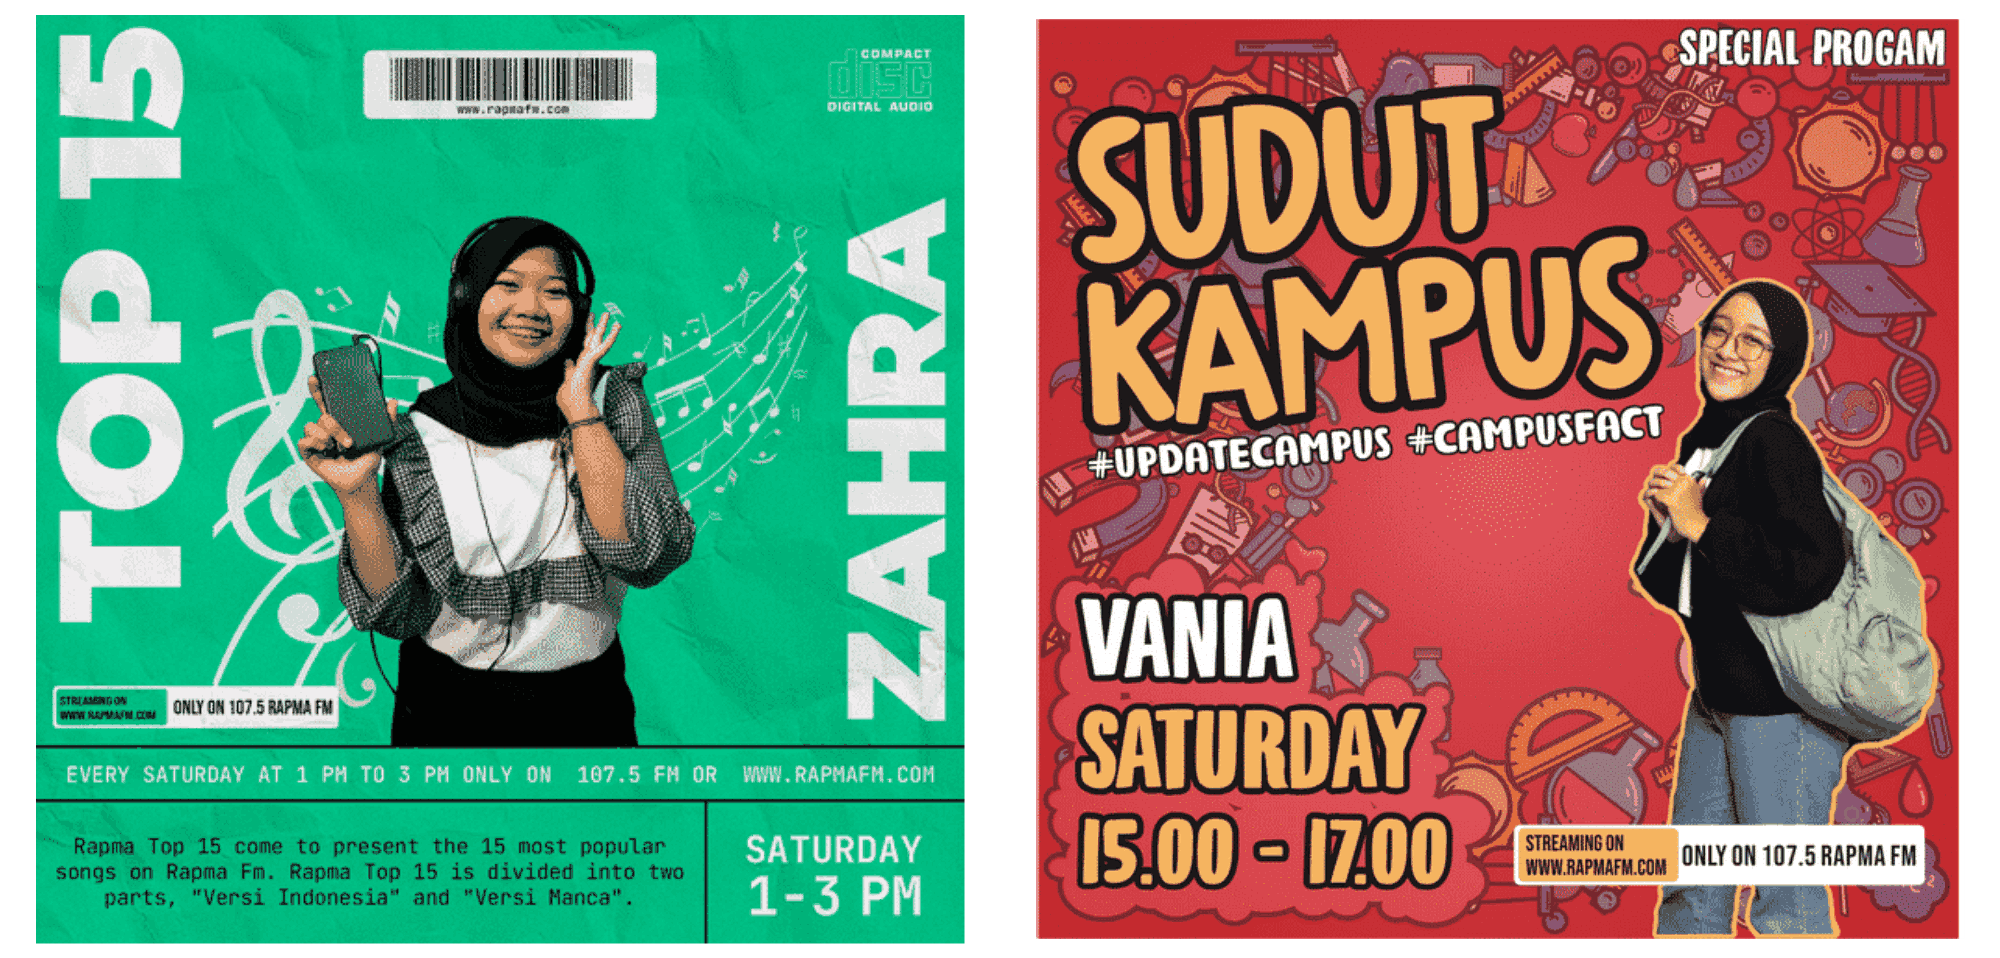 TOP 15
www.rapmafm.com
COMPACT
disc
DIGITAL AUDIO
ZAHRA
STREAMING ON
WWW.RAPMAFM.COM
ONLY ON 107.5 RAPMA FM
EVERY SATURDAY AT 1 PM TO 3 PM ONLY ON 107.5 FM OR WWW.RAPMAFM.COM
Rapma Top 15 come to present the 15 most popular
songs on Rapma Fm. Rapma Top 15 is divided into two
parts, "Versi Indonesia" and "Versi Manca".
SATURDAY
1-3 PM
SPECIAL PROGAM
SUDUT
KAMPUS
#UPDATECAMPUS #CAMPUSFACT
VANIA
SATURDAY
15.00 - 17.00
STREAMING ON
WWW.RAPMAFM.COM
ONLY ON 107.5 RAPMA FM